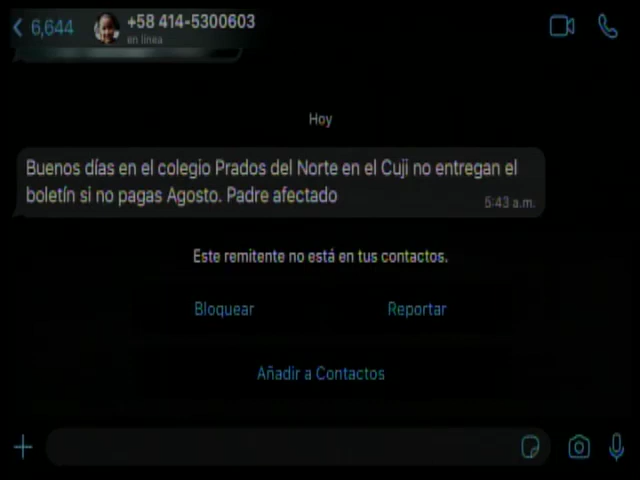 6,644
+58 414-5300603
en línea
Hoy
Buenos días en el colegio Prados del Norte en el Cuji no entregan el
boletín si no pagas Agosto. Padre afectado
5:43 a.m.
Este remitente no está en tus contactos.
Bloquear
Reportar
Añadir a Contactos